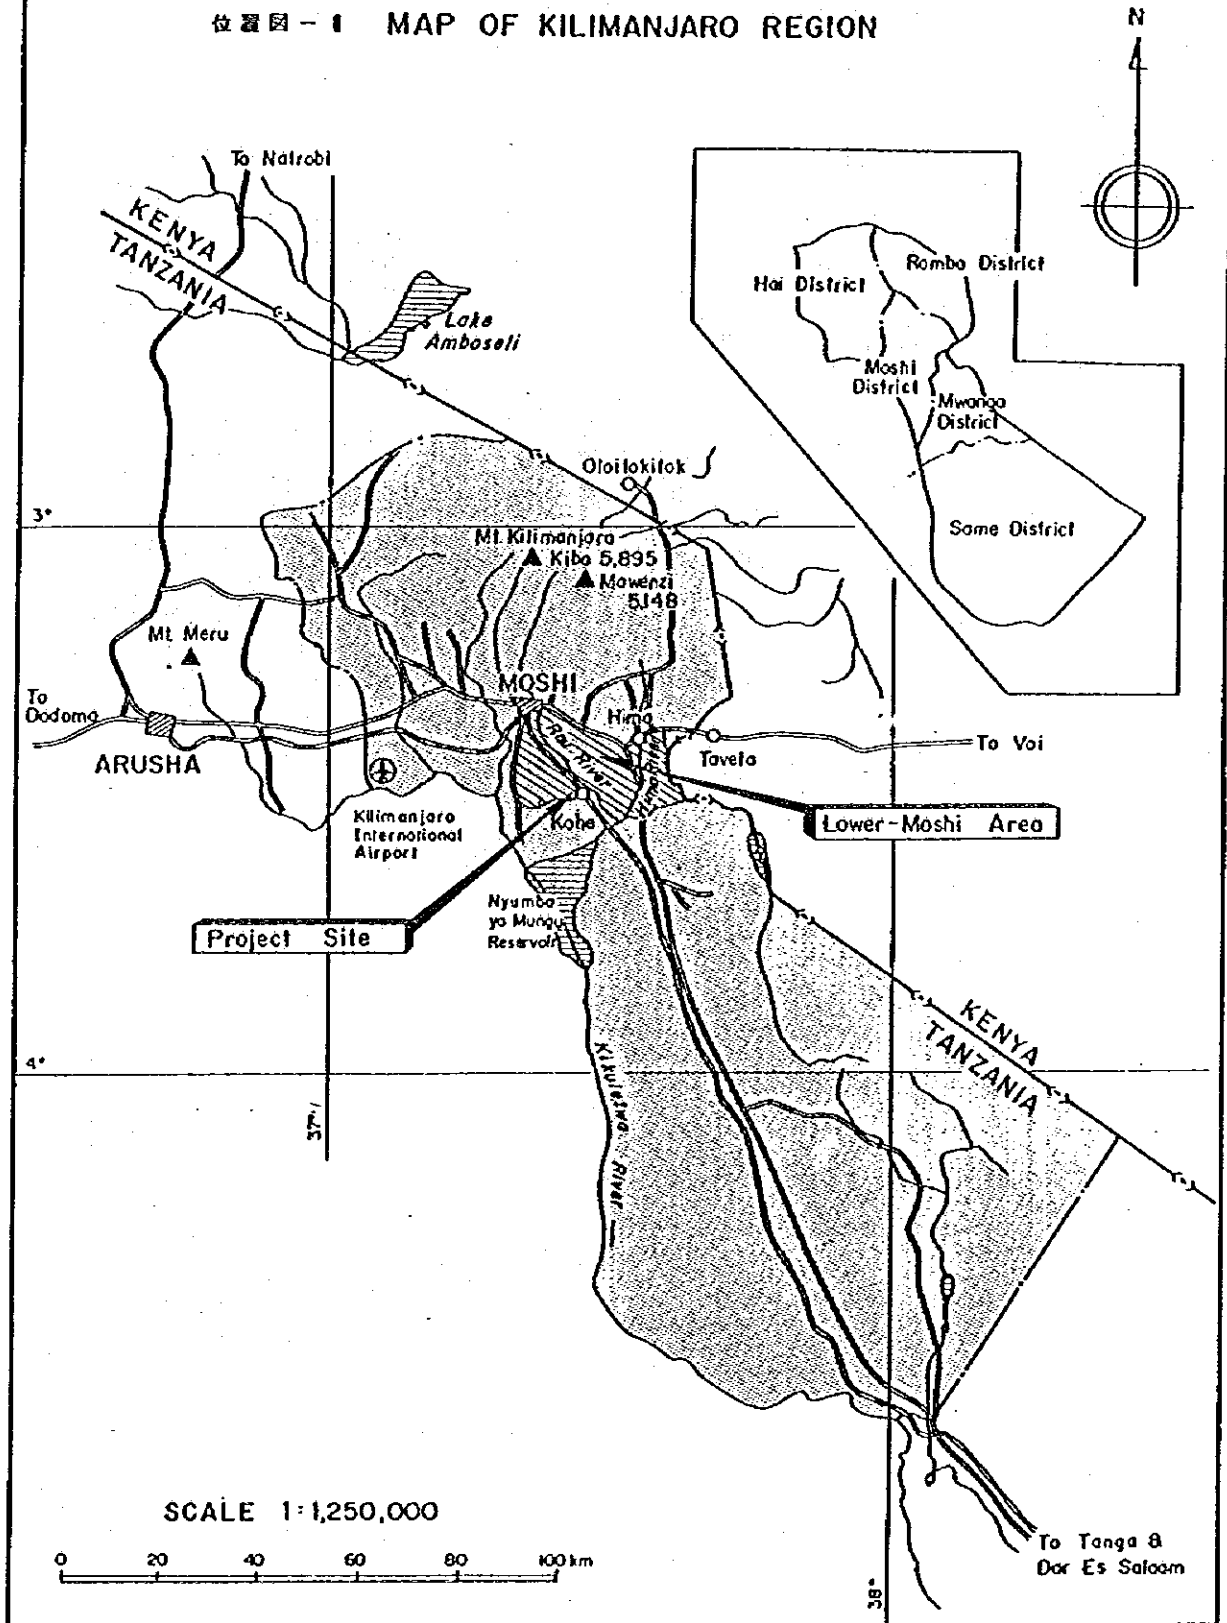 位置図-1 MAP OF KILIMANJARO REGION
N
To Nairobi
KENYA
TANZANIA
Lake
Amboseli
Hai District
Rombo District
Moshi
District
Mwanga
District
Same District
Oloitokitok
3°
Mt. Kilimanjaro
Kibo 5,895
Mawenzi
5,148
Mt. Meru
MOSHI
To
Dodoma
ARUSHA
Himo
Rau River
Taveta
To Voi
Kilimanjaro
International
Airport
Kahe
Lower-Moshi Area
Nyumba
ya Mungu
Reservoir
Project Site
KENYA
TANZANIA
4°
Kikuletwa River
37°
SCALE 1:1,250,000
0 20 40 60 80 100km
38°
To Tanga &
Dar Es Salaam